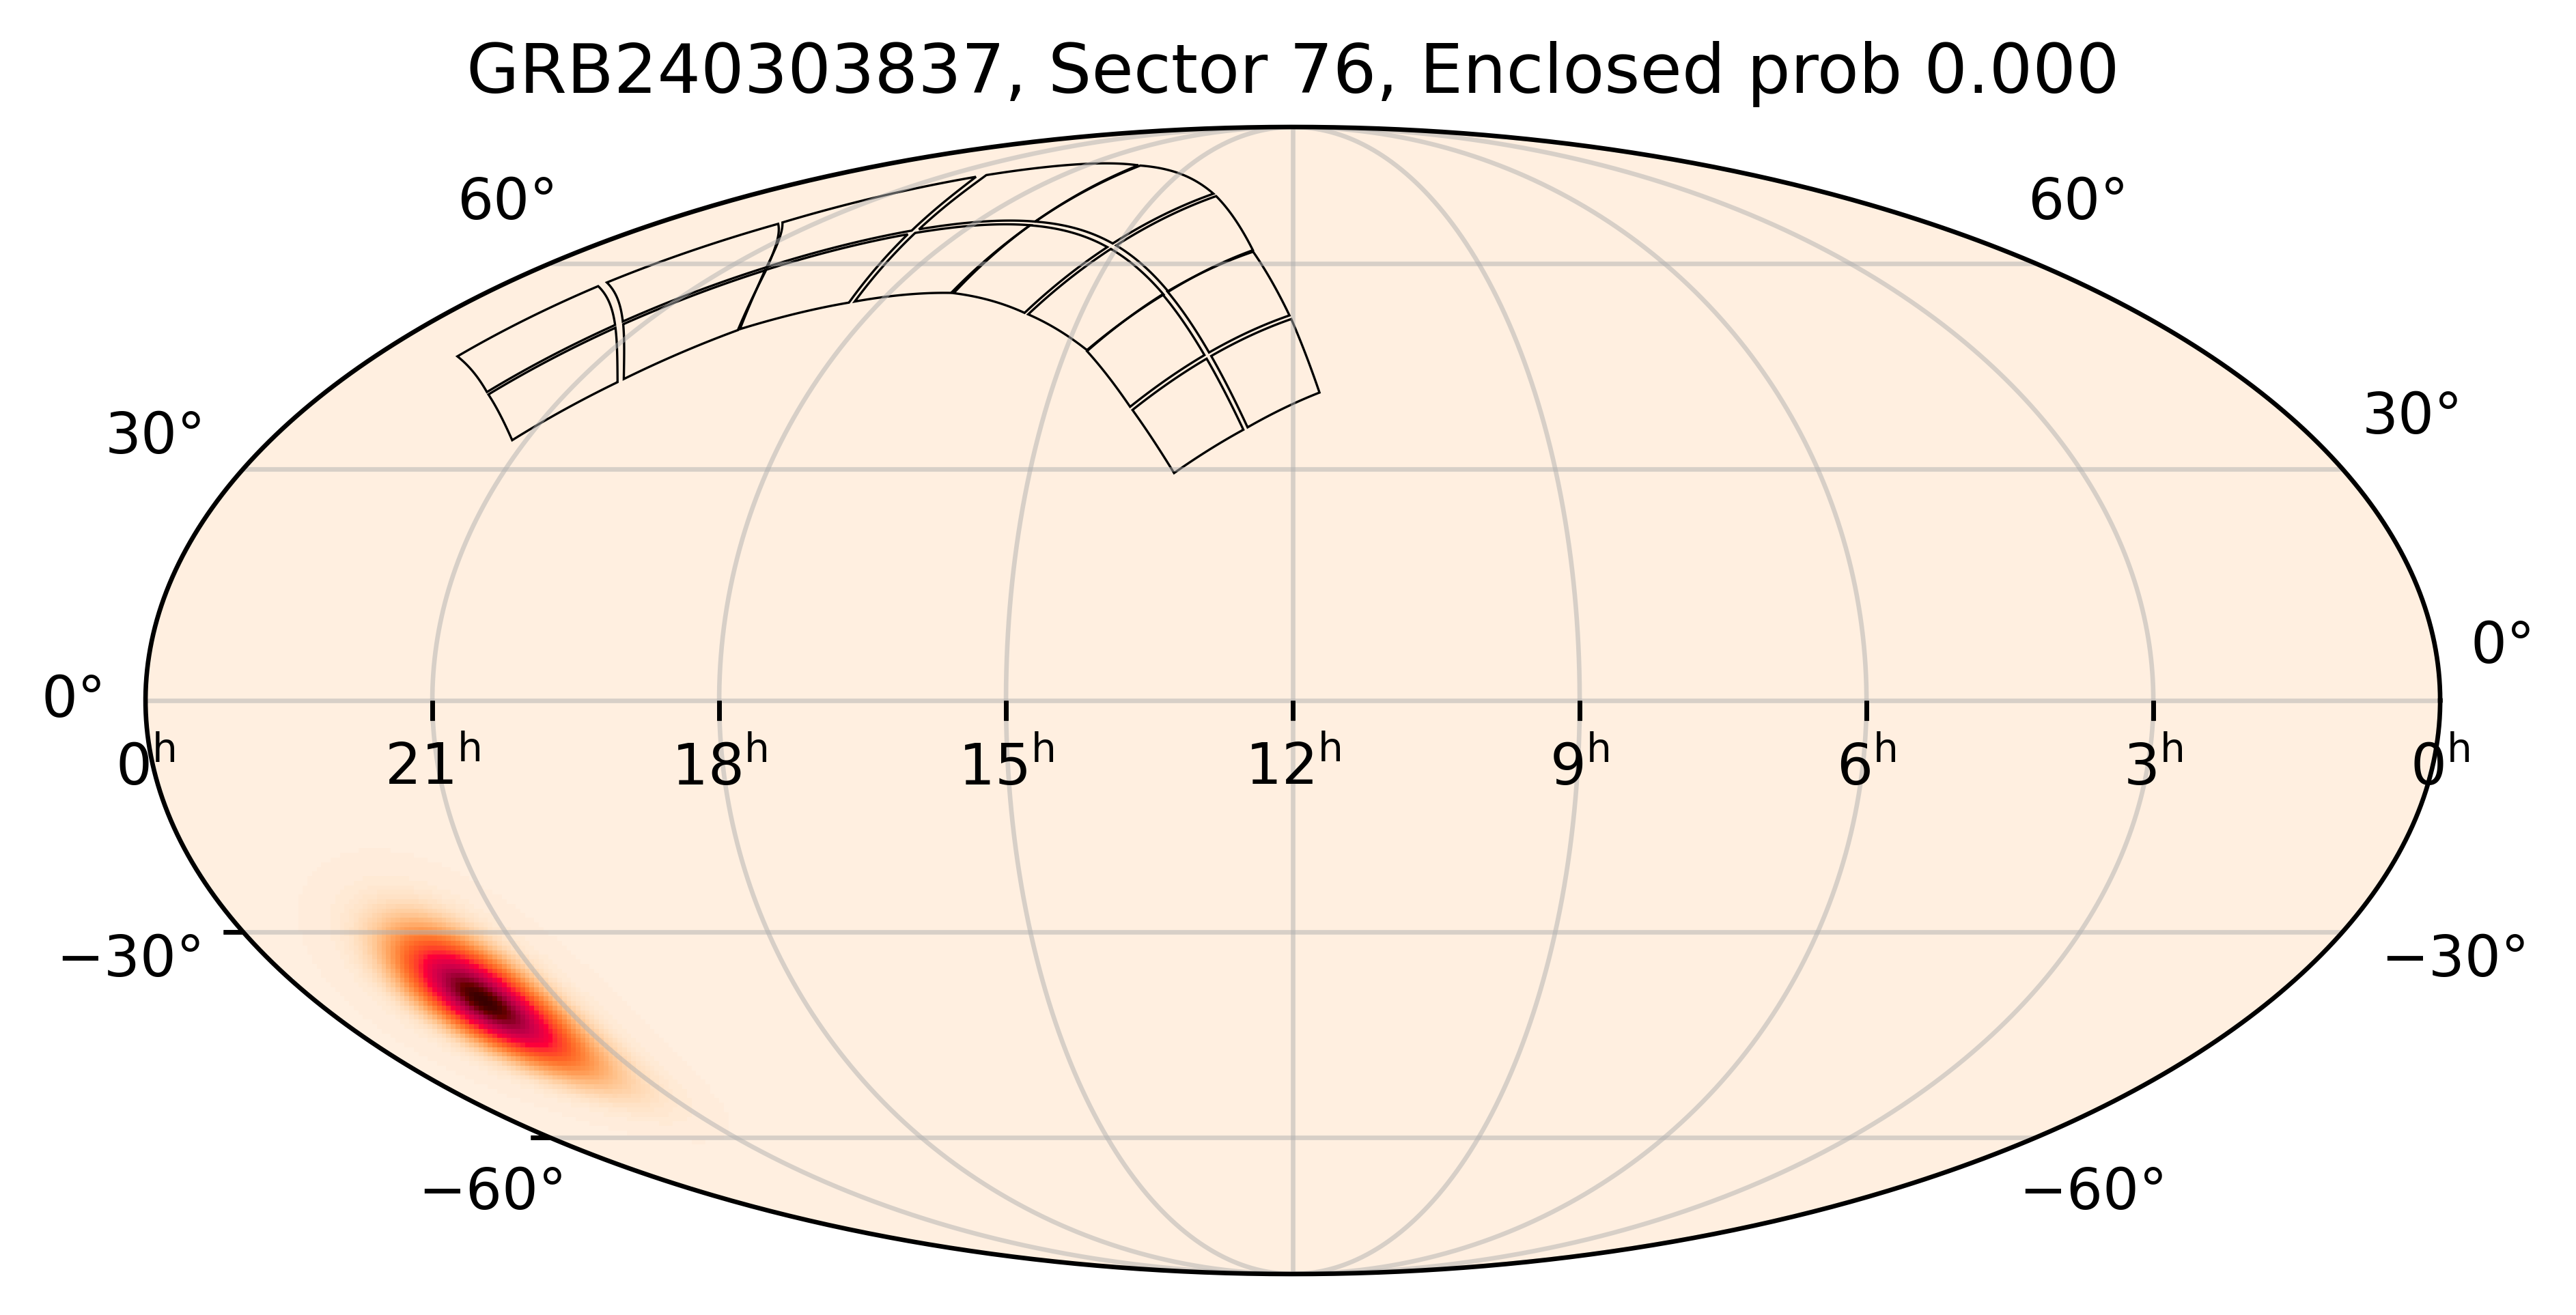 GRB240303837, Sector 76, Enclosed prob 0.000
60° 60°
30° 30°
0° 0°
0ʰ 21ʰ 18ʰ 15ʰ 12ʰ 9ʰ 6ʰ 3ʰ 0ʰ
−30° −30°
−60° −60°